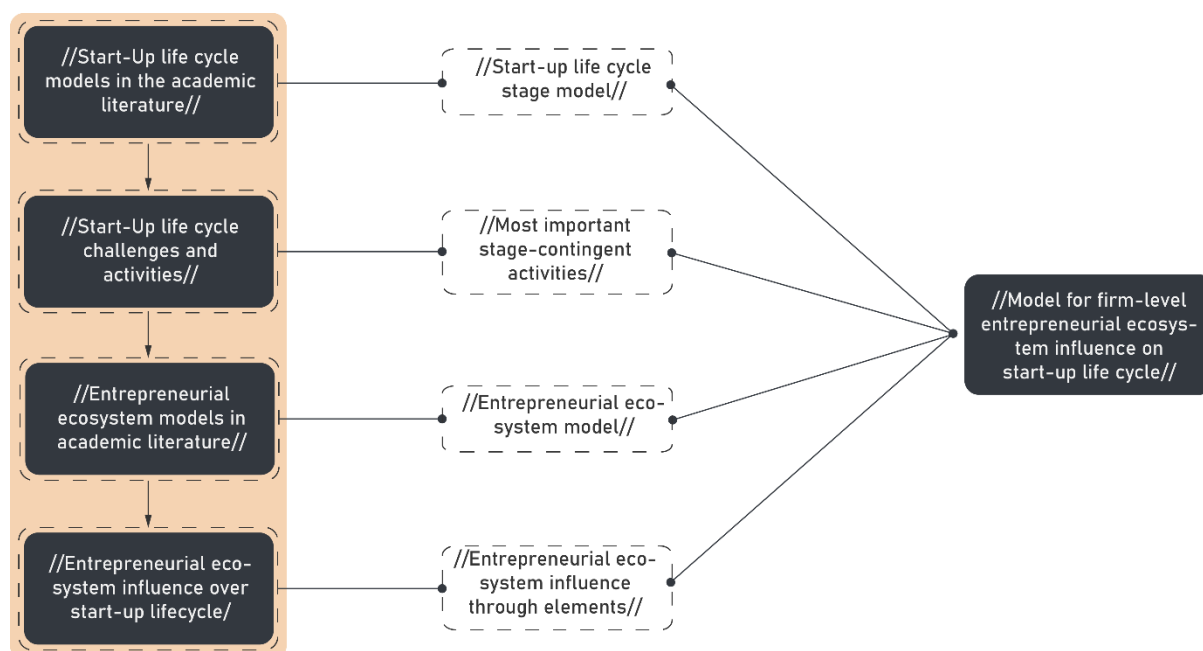 //Start-Up life cycle
models in the academic
literature//
//Start-up life cycle
stage model//
//Start-Up life cycle
challenges and
activities//
//Most important
stage-contingent
activities//
//Model for firm-level
entrepreneurial ecosys-
tem influence on
start-up life cycle//
//Entrepreneurial
ecosystem models in
academic literature//
//Entrepreneurial eco-
system model//
//Entrepreneurial eco-
system influence over
start-up lifecycle/
//Entrepreneurial eco-
system influence
through elements//